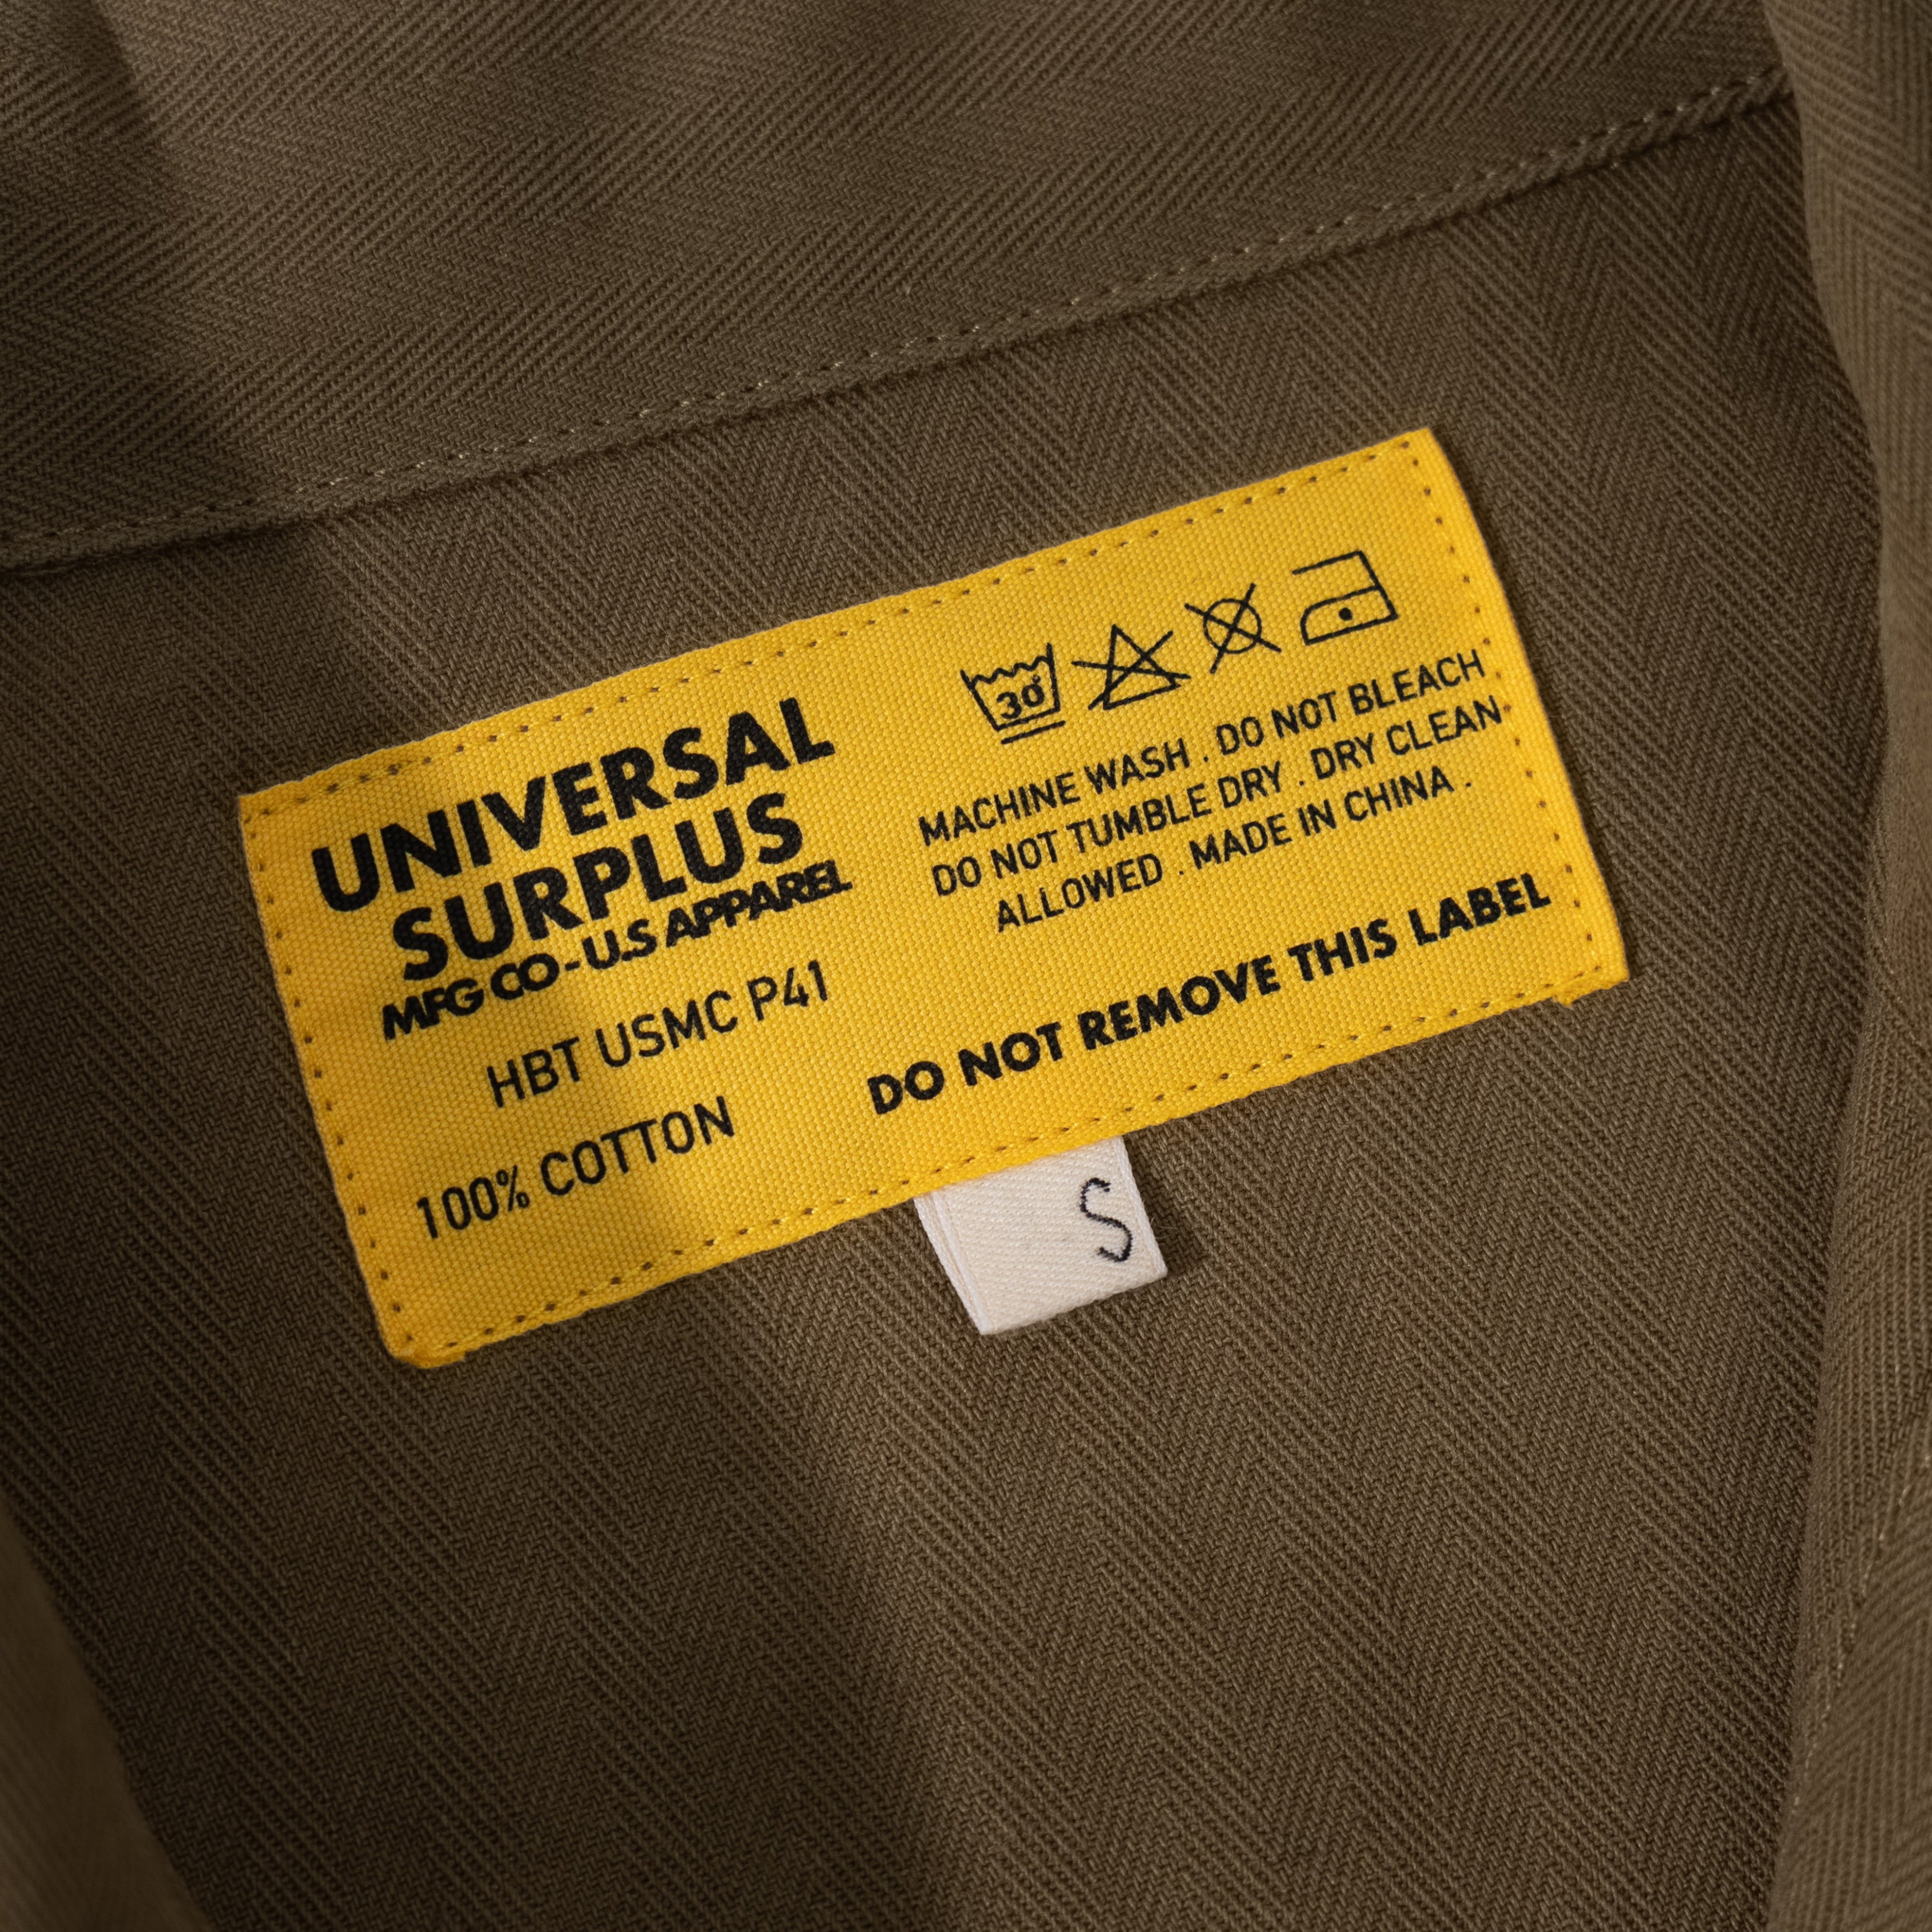 UNIVERSAL
SURPLUS
MFG CO - U.S APPAREL
HBT USMC P41
100% COTTON
30°
MACHINE WASH . DO NOT BLEACH
DO NOT TUMBLE DRY . DRY CLEAN
ALLOWED . MADE IN CHINA .
DO NOT REMOVE THIS LABEL
S